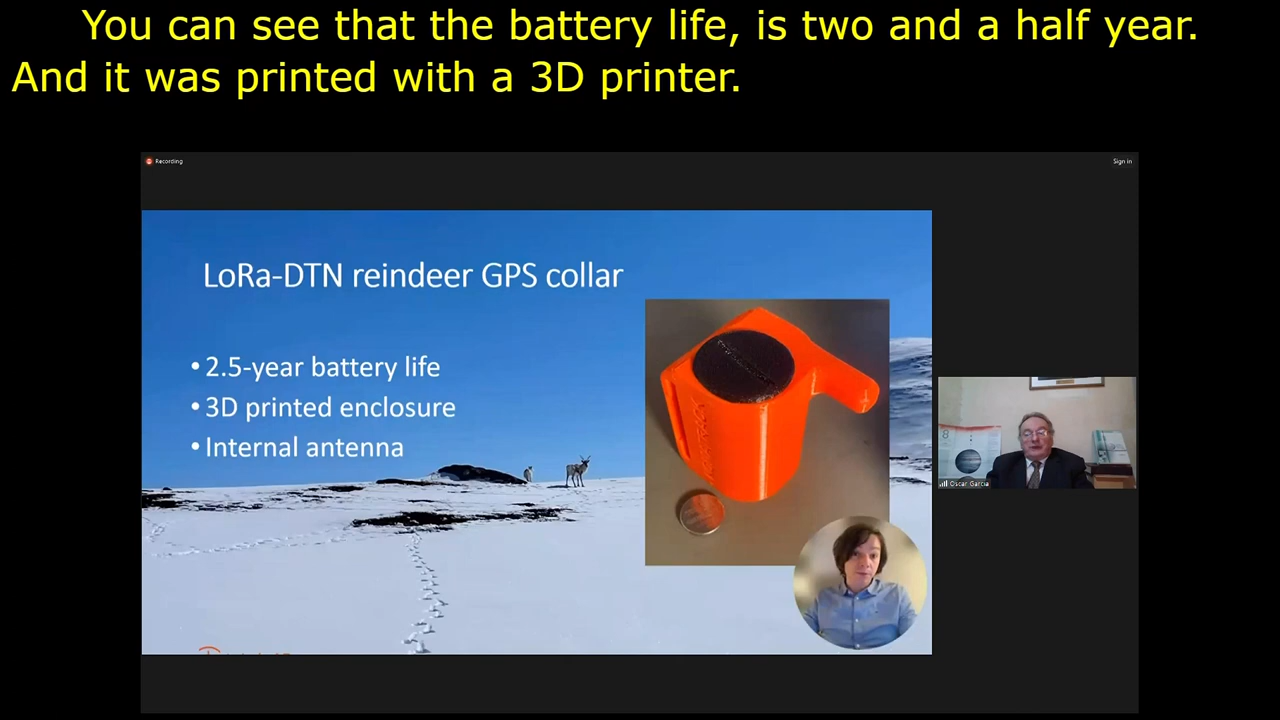 You can see that the battery life, is two and a half year.
And it was printed with a 3D printer.
Recording
Sign in
LoRa-DTN reindeer GPS collar
• 2.5-year battery life
• 3D printed enclosure
• Internal antenna
8
Oscar Garcia